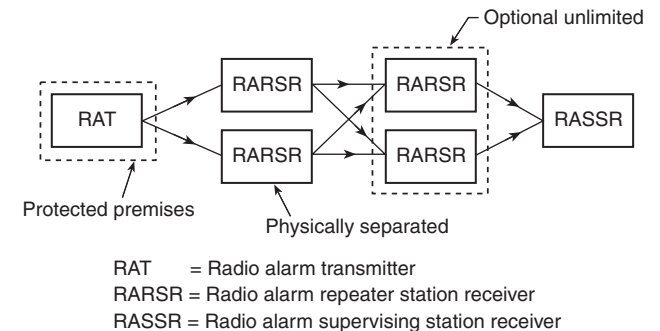 Optional unlimited
RARSR RARSR
RAT RASSR
RARSR RARSR
Protected premises
Physically separated
RAT = Radio alarm transmitter
RARSR = Radio alarm repeater station receiver
RASSR = Radio alarm supervising station receiver